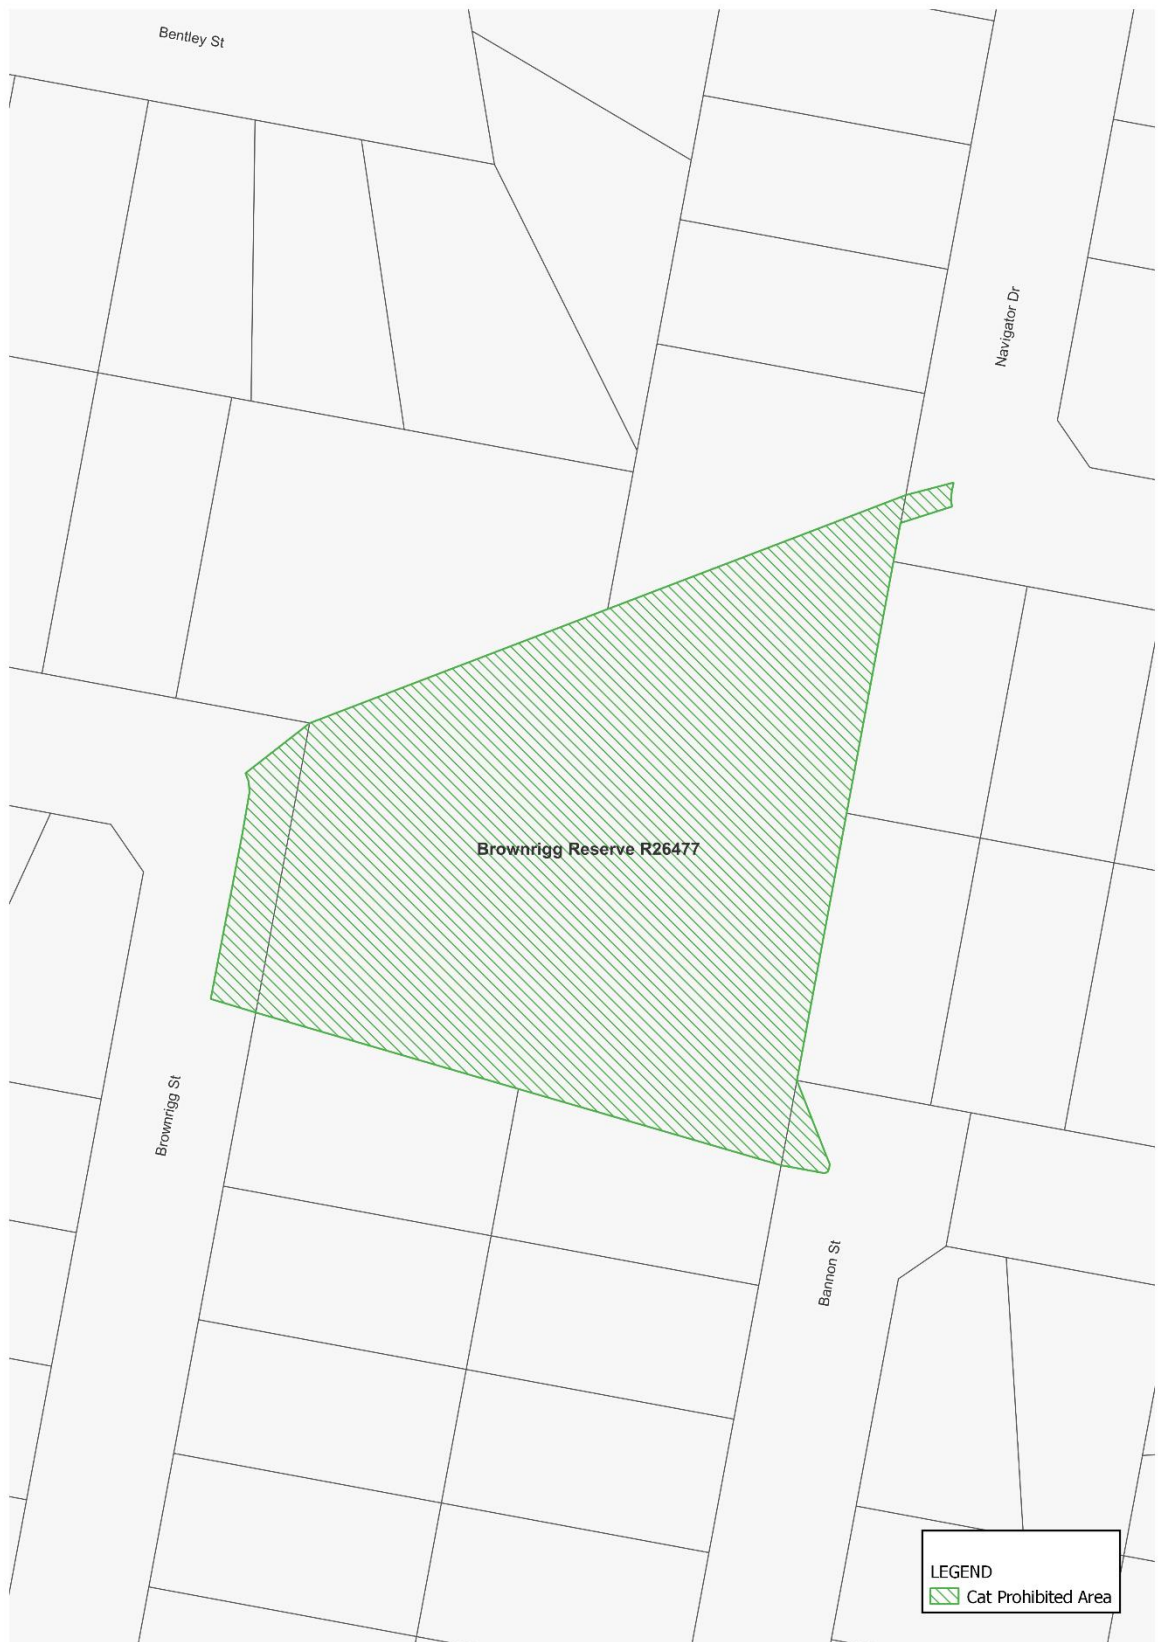 Bentley St
Navigator Dr
Brownrigg Reserve R26477
Brownrigg St
Bannon St
LEGEND
Cat Prohibited Area